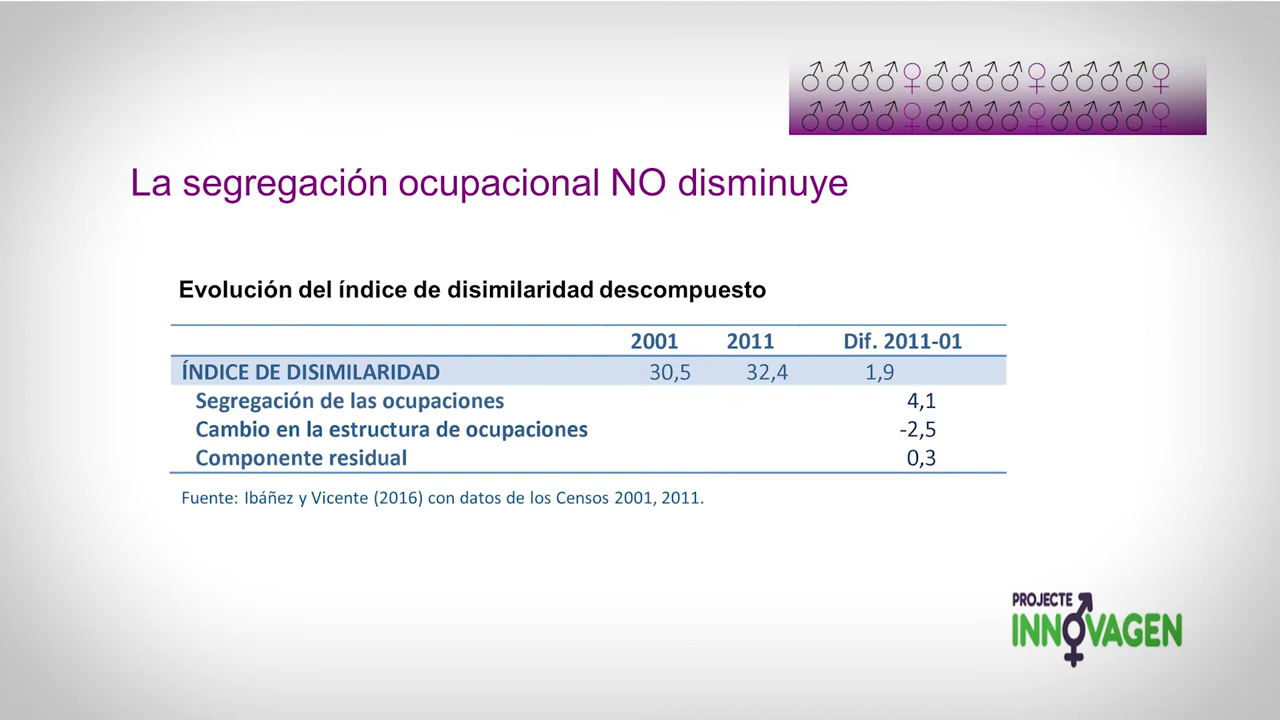 La segregación ocupacional NO disminuye
Evolución del índice de disimilaridad descompuesto
2001 2011 Dif. 2011-01
ÍNDICE DE DISIMILARIDAD 30,5 32,4 1,9
Segregación de las ocupaciones 4,1
Cambio en la estructura de ocupaciones -2,5
Componente residual 0,3
Fuente: Ibáñez y Vicente (2016) con datos de los Censos 2001, 2011.
PROJECTE
INNOVAGEN